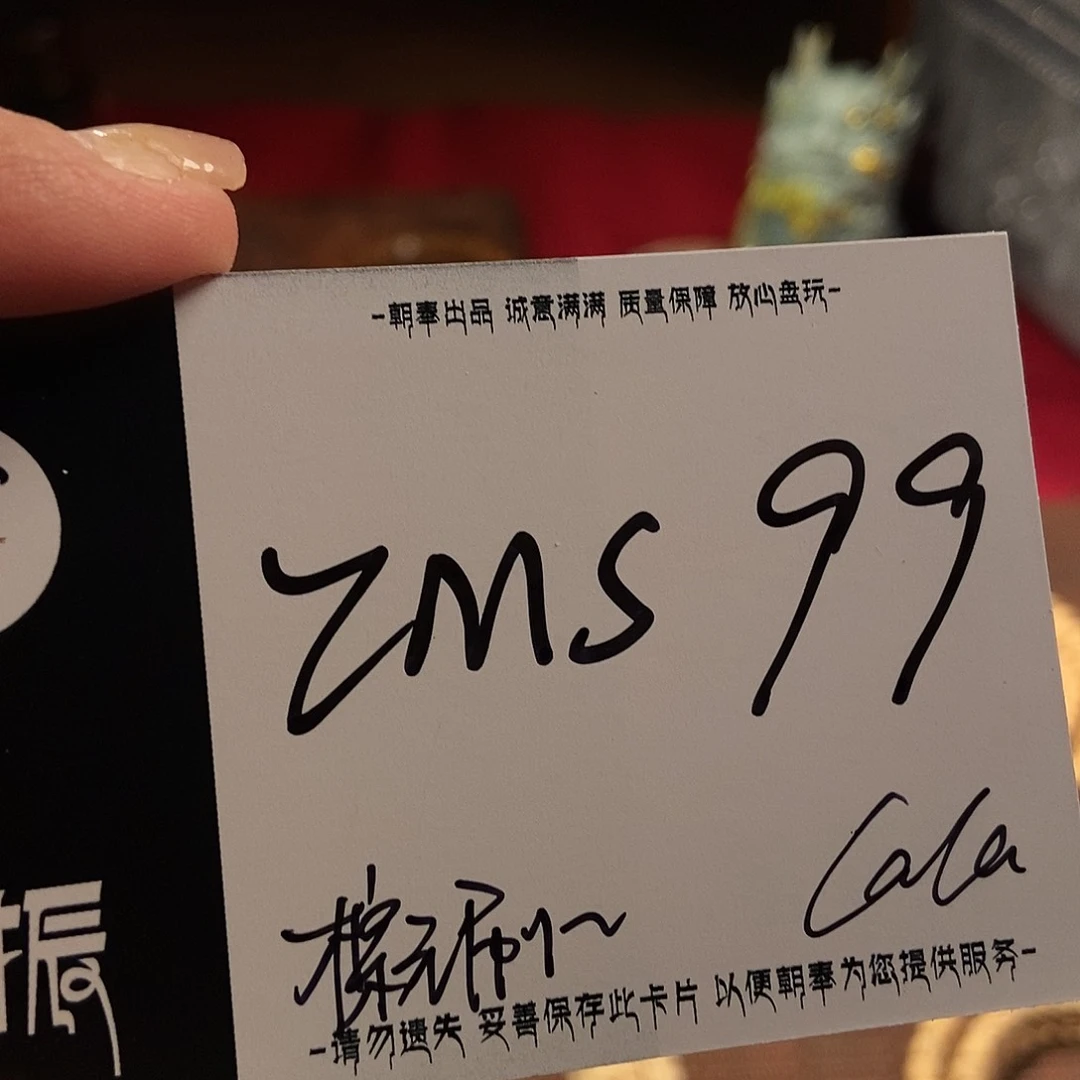 -朝奉出品 诚意满满 质量保障 放心盘玩-
ZMS 99
CaCa
振
-请勿遗失 妥善保存此卡片 以便朝奉为您提供服务-